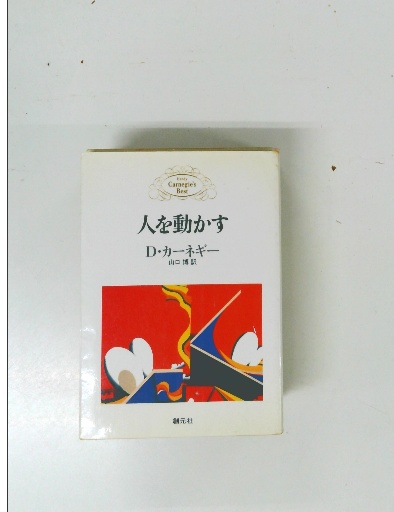 Carnegie's
Best
人を動かす
D・カーネギー
山口 博 訳
創元社